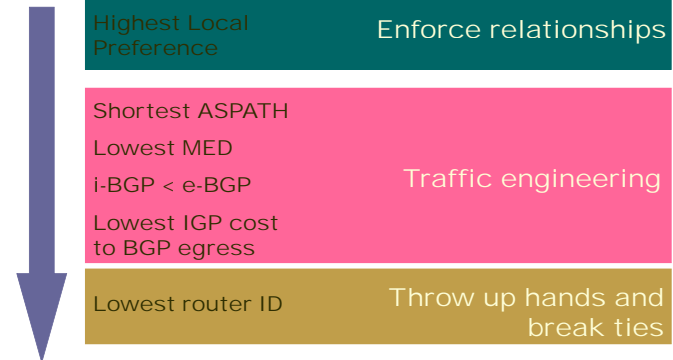 Highest Local
Preference
Enforce relationships
Shortest ASPATH
Lowest MED
i-BGP < e-BGP
Lowest IGP cost
to BGP egress
Traffic engineering
Lowest router ID
Throw up hands and
break ties